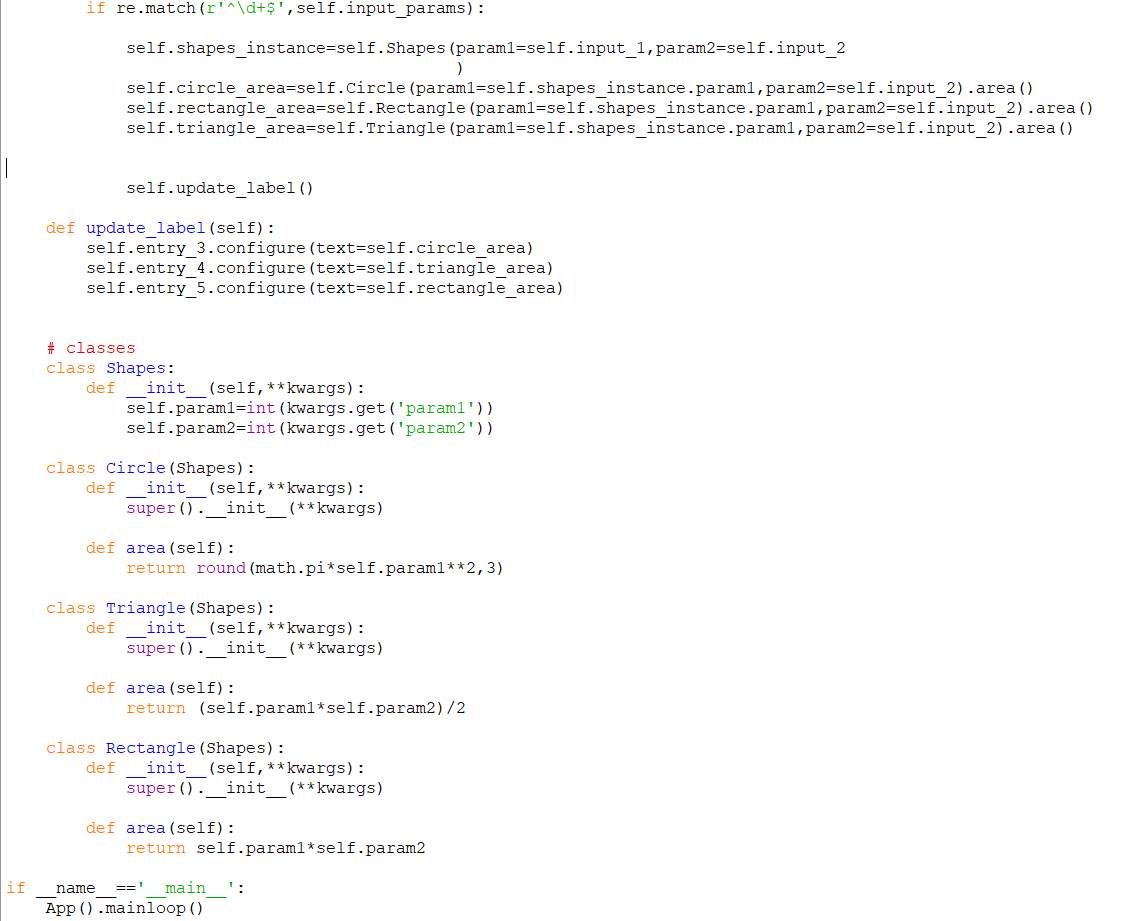 if re.match(r'^\d+$',self.input_params):
self.shapes_instance=self.Shapes(param1=self.input_1,param2=self.input_2
)
self.circle_area=self.Circle(param1=self.shapes_instance.param1,param2=self.input_2).area()
self.rectangle_area=self.Rectangle(param1=self.shapes_instance.param1,param2=self.input_2).area()
self.triangle_area=self.Triangle(param1=self.shapes_instance.param1,param2=self.input_2).area()
self.update_label()
def update_label(self):
self.entry_3.configure(text=self.circle_area)
self.entry_4.configure(text=self.triangle_area)
self.entry_5.configure(text=self.rectangle_area)
# classes
class Shapes:
def __init__(self,**kwargs):
self.param1=int(kwargs.get('param1'))
self.param2=int(kwargs.get('param2'))
class Circle(Shapes):
def __init__(self,**kwargs):
super().__init__(**kwargs)
def area(self):
return round(math.pi*self.param1**2,3)
class Triangle(Shapes):
def __init__(self,**kwargs):
super().__init__(**kwargs)
def area(self):
return (self.param1*self.param2)/2
class Rectangle(Shapes):
def __init__(self,**kwargs):
super().__init__(**kwargs)
def area(self):
return self.param1*self.param2
if __name__=='__main__':
App().mainloop()